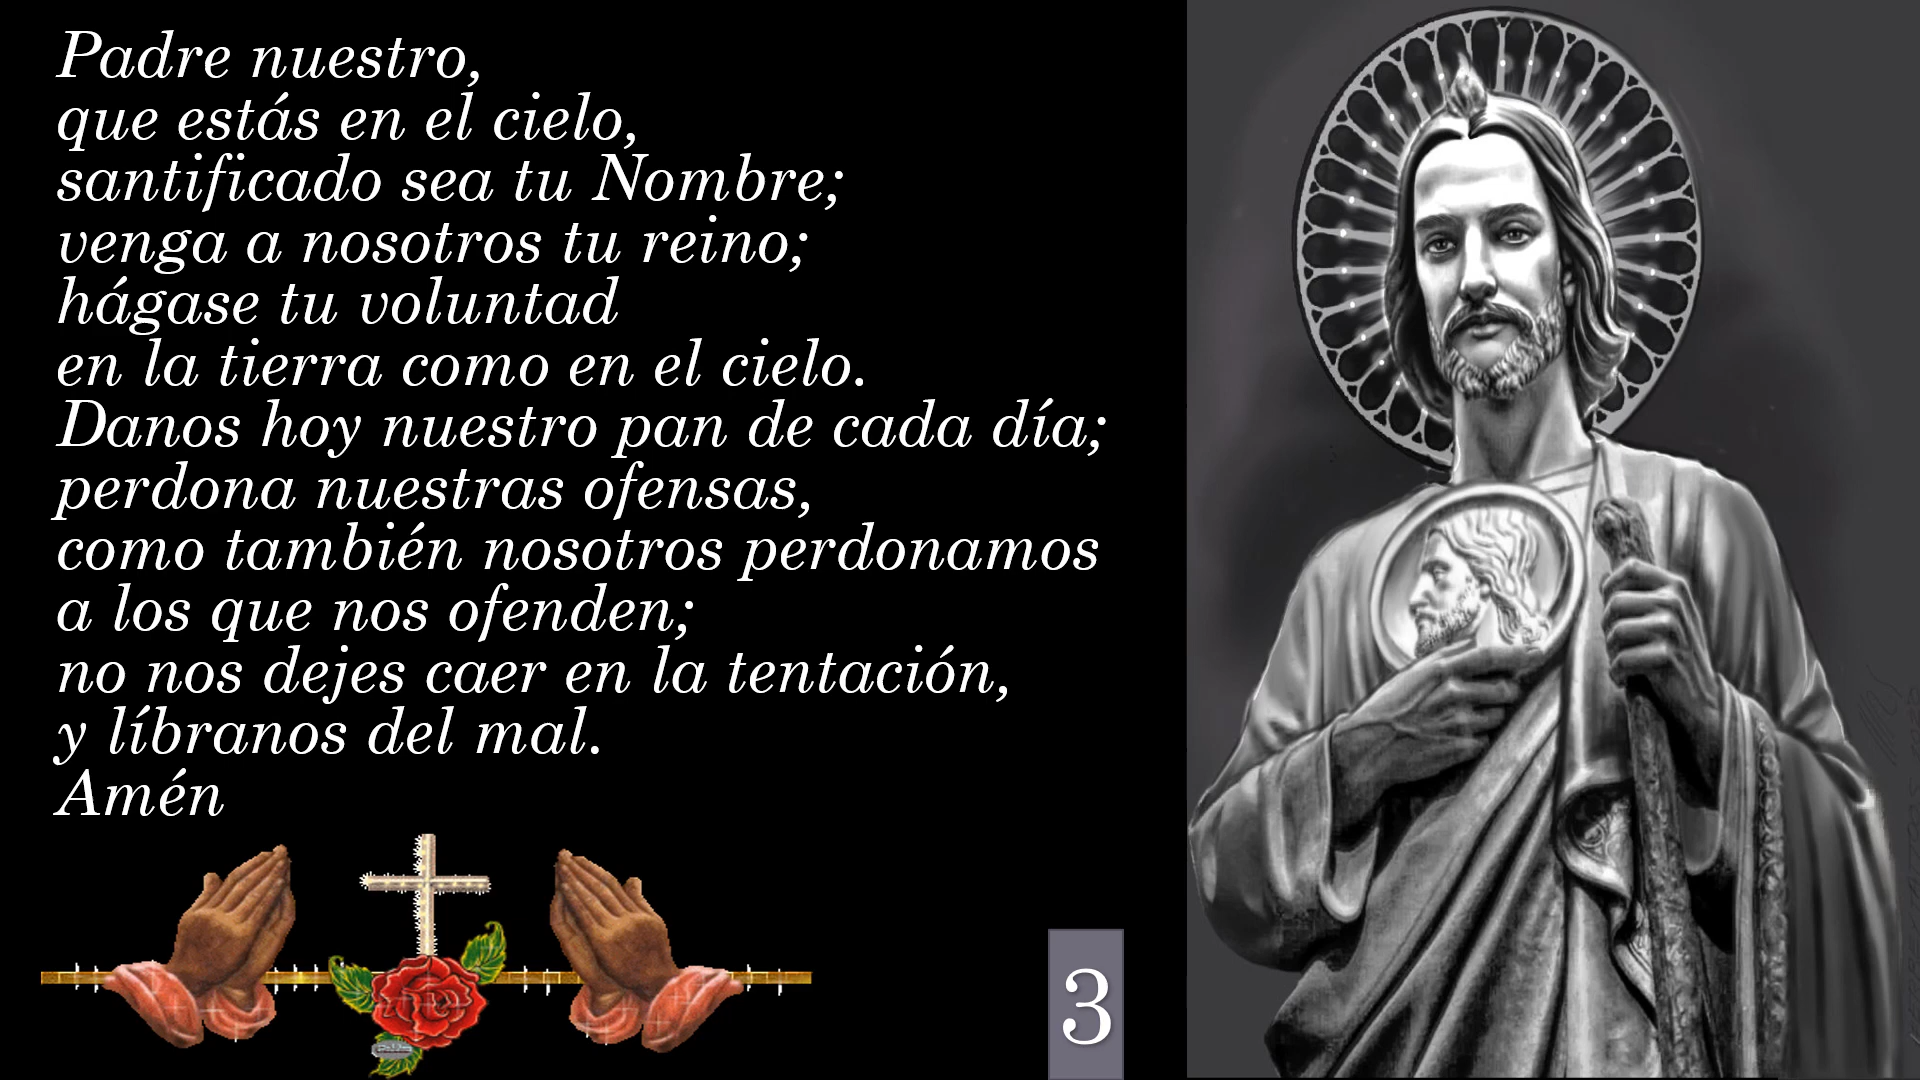 Padre nuestro,
que estás en el cielo,
santificado sea tu Nombre;
venga a nosotros tu reino;
hágase tu voluntad
en la tierra como en el cielo.
Danos hoy nuestro pan de cada día;
perdona nuestras ofensas,
como también nosotros perdonamos
a los que nos ofenden;
no nos dejes caer en la tentación,
y líbranos del mal.
Amén
3